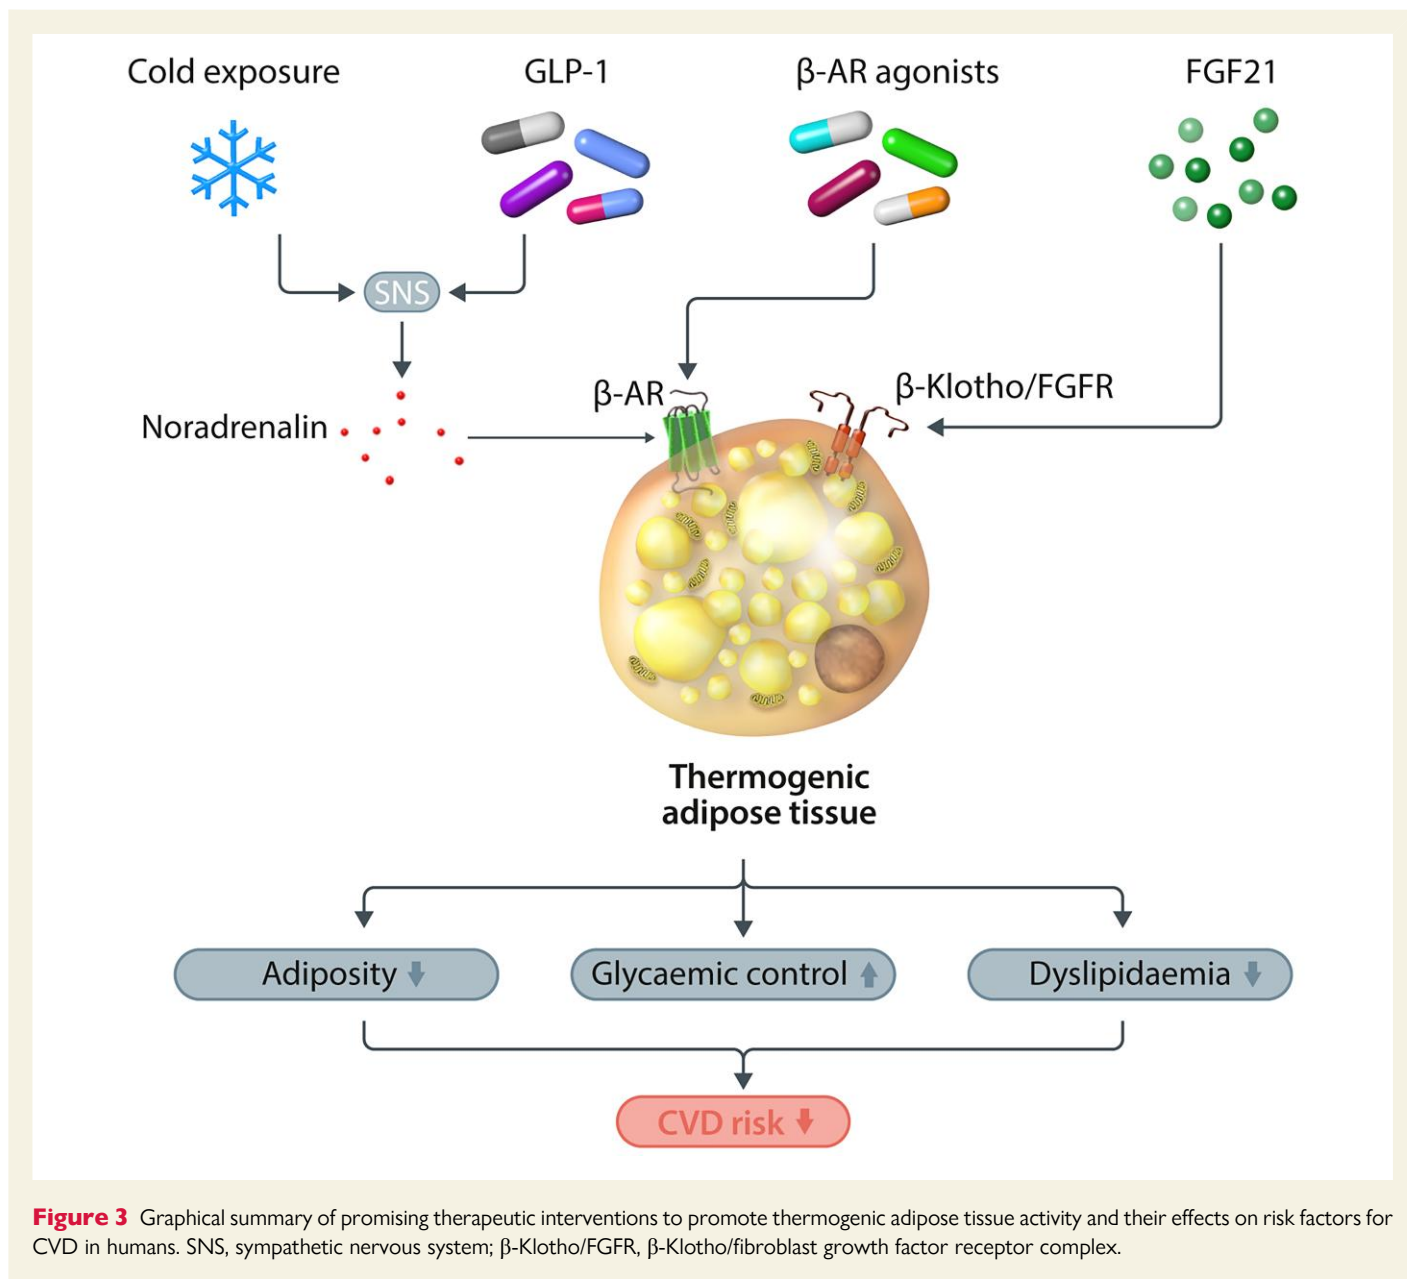 Cold exposure
GLP-1
β-AR agonists
FGF21
SNS
β-AR
β-Klotho/FGFR
Noradrenalin
Thermogenic
adipose tissue
Adiposity
Glycaemic control
Dyslipidaemia
CVD risk
Figure 3 Graphical summary of promising therapeutic interventions to promote thermogenic adipose tissue activity and their effects on risk factors for
CVD in humans. SNS, sympathetic nervous system; β-Klotho/FGFR, β-Klotho/fibroblast growth factor receptor complex.